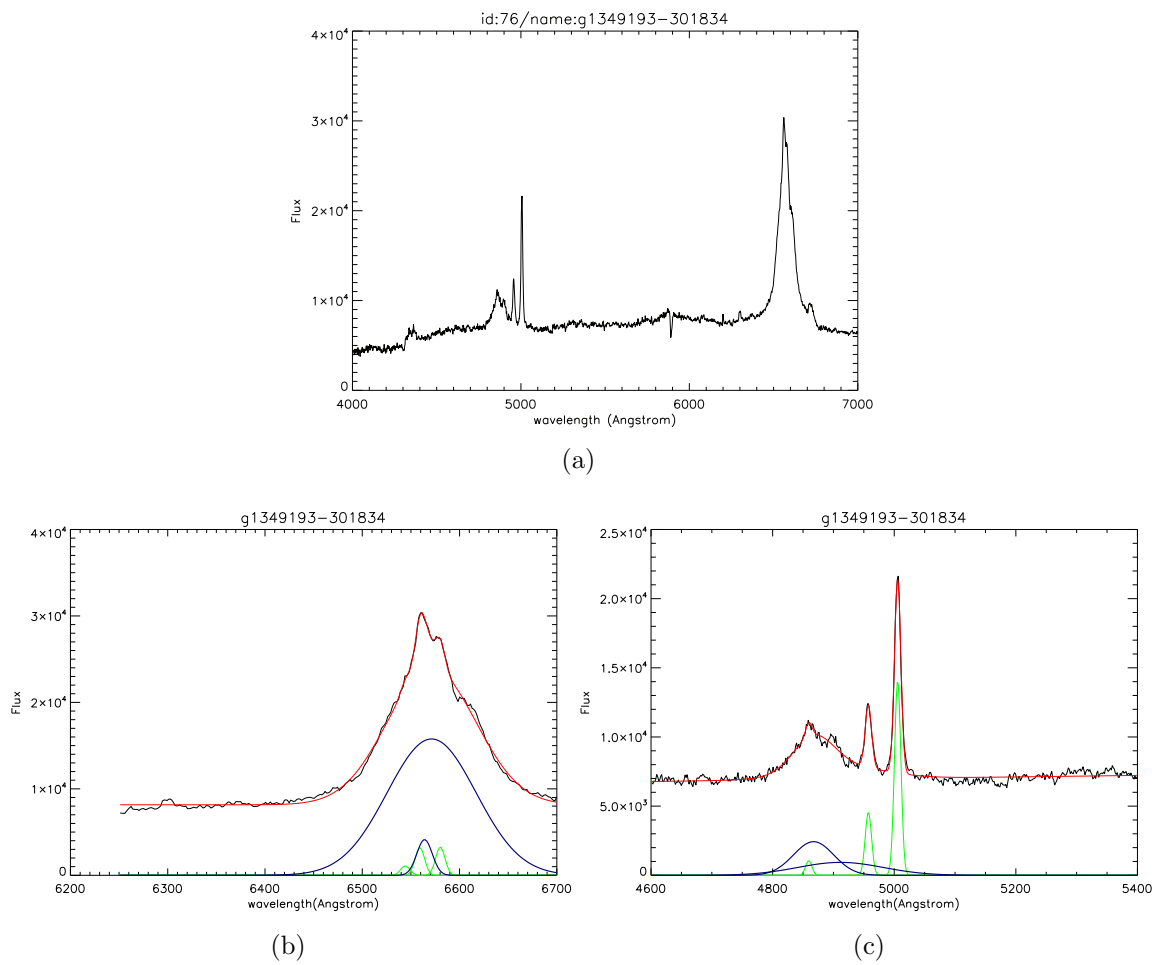 id:76/name:g1349193−301834
4×10⁴
3×10⁴
2×10⁴
1×10⁴
0
Flux
4000 5000 6000 7000
wavelength (Angstrom)
(a)
g1349193−301834
4×10⁴
3×10⁴
2×10⁴
1×10⁴
0
Flux
6200 6300 6400 6500 6600 6700
wavelength(Angstrom)
(b)
g1349193−301834
2.5×10⁴
2.0×10⁴
1.5×10⁴
1.0×10⁴
5.0×10³
0
Flux
4600 4800 5000 5200 5400
wavelength(Angstrom)
(c)